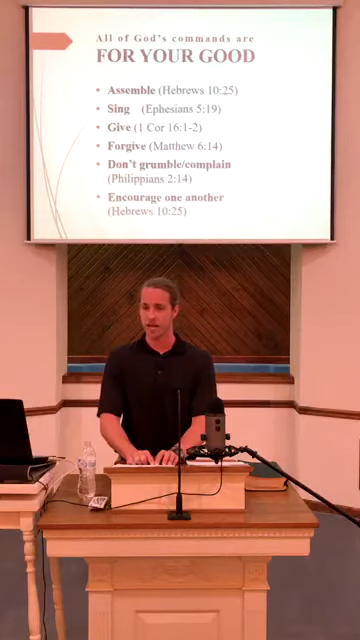 All of God's commands are
FOR YOUR GOOD
• Assemble (Hebrews 10:25)
• Sing (Ephesians 5:19)
• Give (1 Cor 16:1-2)
• Forgive (Matthew 6:14)
• Don't grumble/complain
(Philippians 2:14)
• Encourage one another
(Hebrews 10:25)